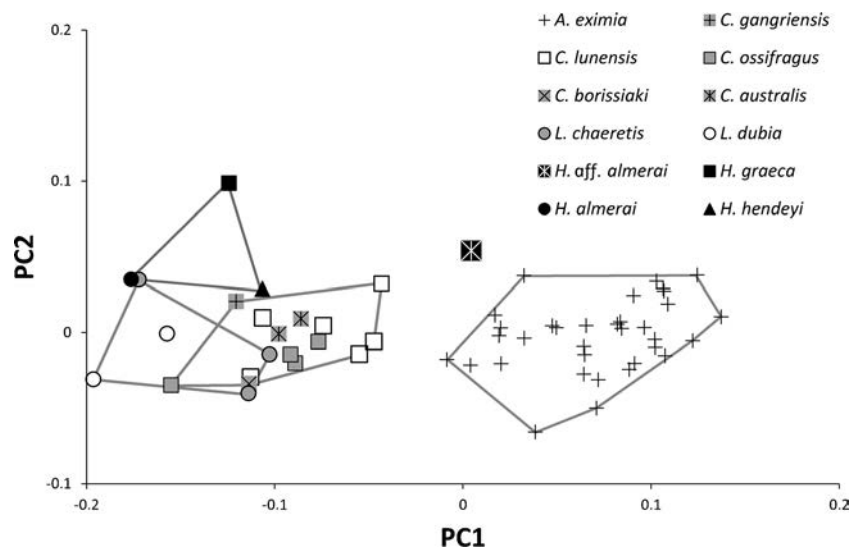 A. eximia C. gangriensis
C. lunensis C. ossifragus
C. borissiaki C. australis
L. chaeretis L. dubia
H. aff. almerai H. graeca
H. almerai H. hendeyi
0.2
0.1
PC2
0
-0.1
-0.2 -0.1 0 0.1 0.2
PC1